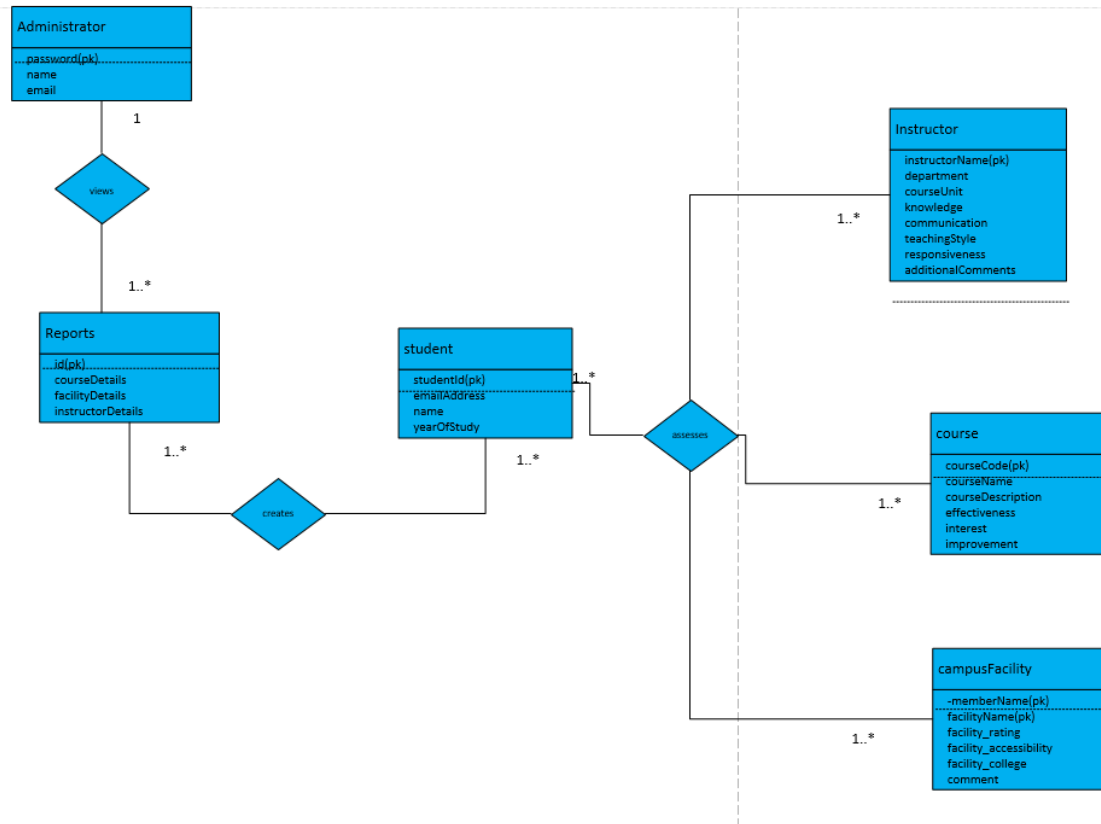 Administrator
password(pk)
name
email
1
views
1..*
Reports
id(pk)
courseDetails
facilityDetails
instructorDetails
1..*
creates
student
studentId(pk)
emailAddress
name
yearOfStudy
1..*
1..*
assesses
Instructor
instructorName(pk)
department
courseUnit
knowledge
communication
teachingStyle
responsiveness
additionalComments
1..*
course
courseCode(pk)
courseName
courseDescription
effectiveness
interest
improvement
1..*
campusFacility
-memberName(pk)
facilityName(pk)
facility_rating
facility_accessibility
facility_college
comment
1..*